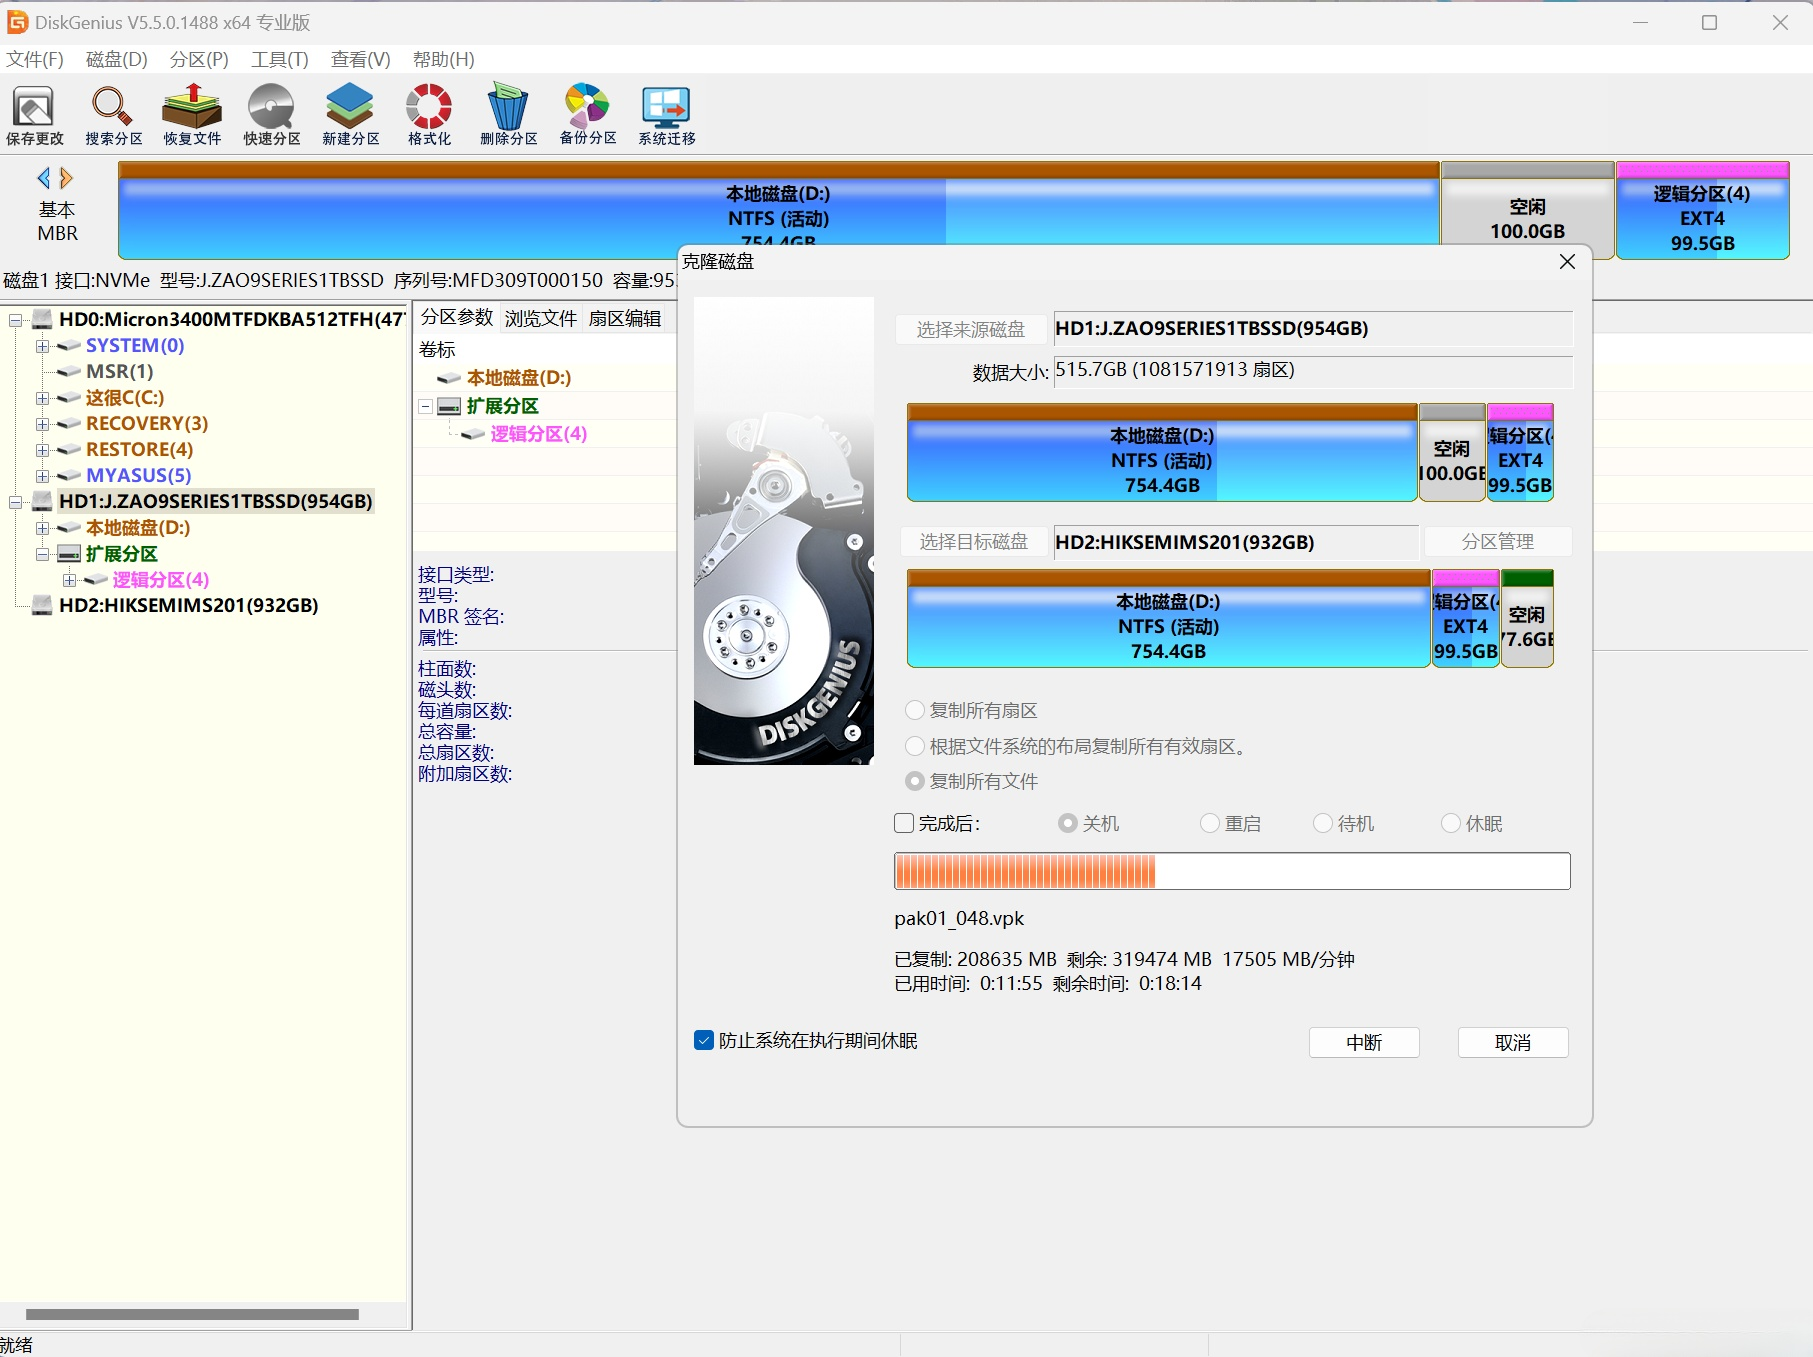 DiskGenius V5.5.0.1488 x64 专业版
文件(F) 磁盘(D) 分区(P) 工具(T) 查看(V) 帮助(H)
保存更改 搜索分区 恢复文件 快速分区 新建分区 格式化 删除分区 备份分区 系统迁移
基本
MBR
本地磁盘(D:)
NTFS (活动)
754.4GB
空闲
100.0GB
逻辑分区(4)
EXT4
99.5GB
磁盘1 接口:NVMe 型号:J.ZAO9SERIES1TBSSD 序列号:MFD309T000150 容量:95
HD0:Micron3400MTFDKBA512TFH(47
SYSTEM(0)
MSR(1)
这很C(C:)
RECOVERY(3)
RESTORE(4)
MYASUS(5)
HD1:J.ZAO9SERIES1TBSSD(954GB)
本地磁盘(D:)
扩展分区
逻辑分区(4)
HD2:HIKSEMIMS201(932GB)
分区参数 浏览文件 扇区编辑
卷标
本地磁盘(D:)
扩展分区
逻辑分区(4)
接口类型:
型号:
MBR 签名:
属性:
柱面数:
磁头数:
每道扇区数:
总容量:
总扇区数:
附加扇区数:
克隆磁盘
DISKGENIUS
选择来源磁盘 HD1:J.ZAO9SERIES1TBSSD(954GB)
数据大小: 515.7GB (1081571913 扇区)
本地磁盘(D:)
NTFS (活动)
754.4GB
空闲
100.0GB
辑分区(4
EXT4
99.5GB
选择目标磁盘 HD2:HIKSEMIMS201(932GB) 分区管理
本地磁盘(D:)
NTFS (活动)
754.4GB
辑分区(4
EXT4
99.5GB
空闲
77.6GB
复制所有扇区
根据文件系统的布局复制所有有效扇区。
复制所有文件
完成后: 关机 重启 待机 休眠
pak01_048.vpk
已复制: 208635 MB 剩余: 319474 MB 17505 MB/分钟
已用时间: 0:11:55 剩余时间: 0:18:14
防止系统在执行期间休眠 中断 取消
就绪